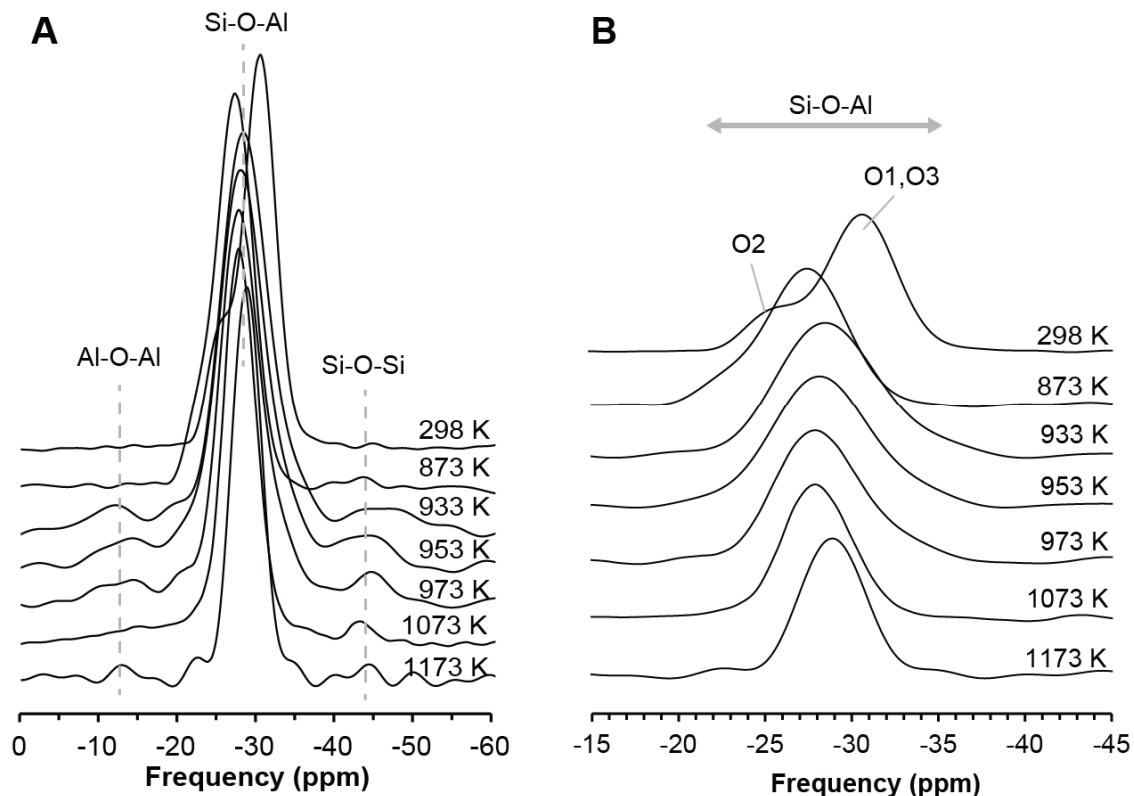 A
Si-O-Al
Al-O-Al
Si-O-Si
298 K
873 K
933 K
953 K
973 K
1073 K
1173 K
0 -10 -20 -30 -40 -50 -60
Frequency (ppm)
B
Si-O-Al
O1,O3
O2
298 K
873 K
933 K
953 K
973 K
1073 K
1173 K
-15 -20 -25 -30 -35 -40 -45
Frequency (ppm)